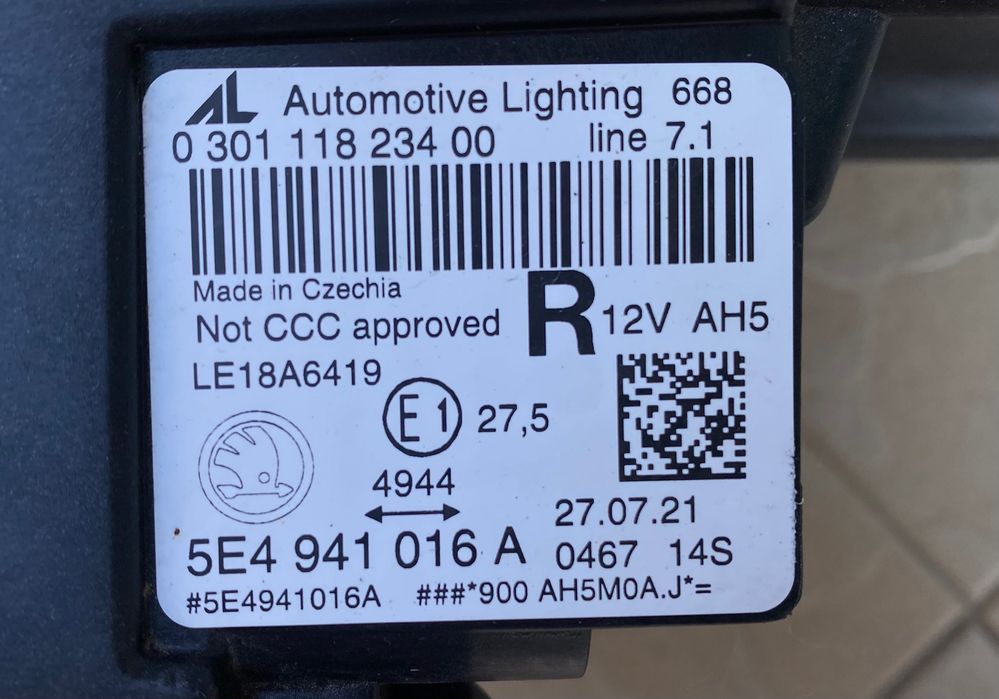 AL Automotive Lighting 668
0 301 118 234 00 line 7.1
Made in Czechia
Not CCC approved R 12V AH5
LE18A6419
E1 27,5
4944
27.07.21
5E4 941 016 A 0467 14S
#5E4941016A ###*900 AH5M0A.J*=